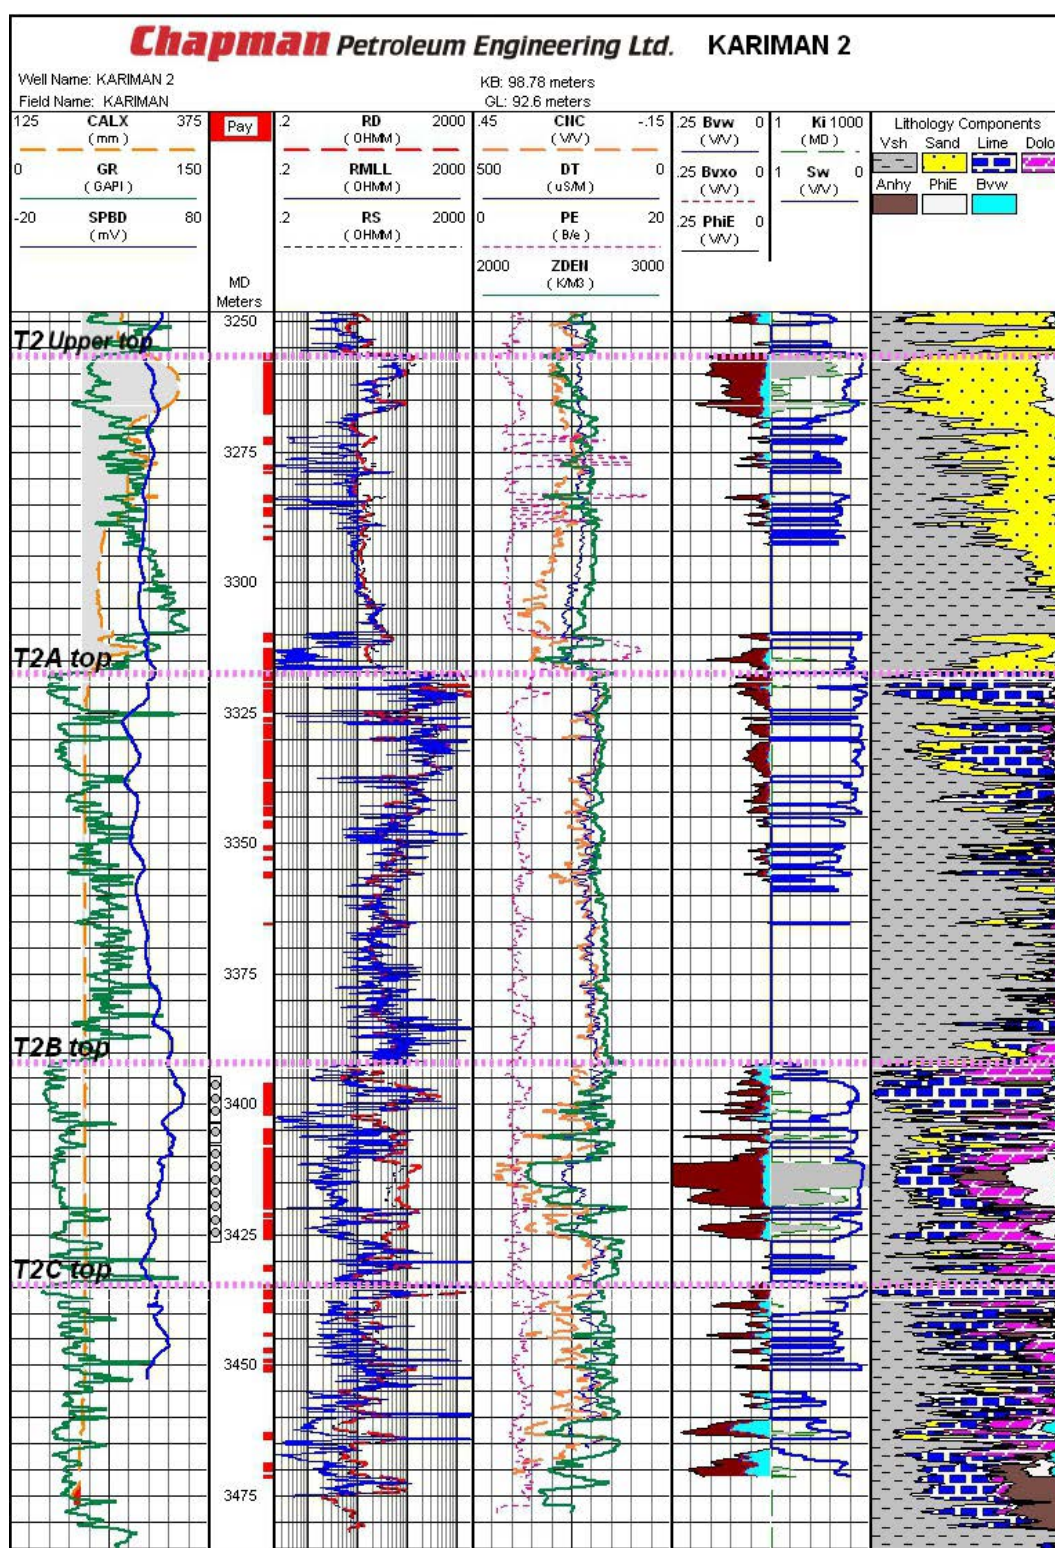 Chapman Petroleum Engineering Ltd. KARIMAN 2
Well Name: KARIMAN 2 KB: 98.78 meters
Field Name: KARIMAN GL: 92.6 meters
125 CALX 375
(mm)
0 GR 150
(GAPI)
-20 SPBD 80
(mV)
Pay
MD
Meters
.2 RD 2000
(OHMM)
.2 RMLL 2000
(OHMM)
.2 RS 2000
(OHMM)
.45 CNC -.15
(V/V)
500 DT 0
(uS/M)
0 PE 20
(B/e)
2000 ZDEN 3000
(K/M3)
.25 Bvw 0
(V/V)
.25 Bvxo 0
(V/V)
.25 PhiE 0
(V/V)
1 Ki 1000
(MD)
1 Sw 0
(V/V)
Lithology Components
Vsh Sand Lime Dolo
Anhy PhiE Bvw
3250
T2 Upper top
3275
3300
T2A top
3325
3350
3375
T2B top
3400
3425
T2C top
3450
3475